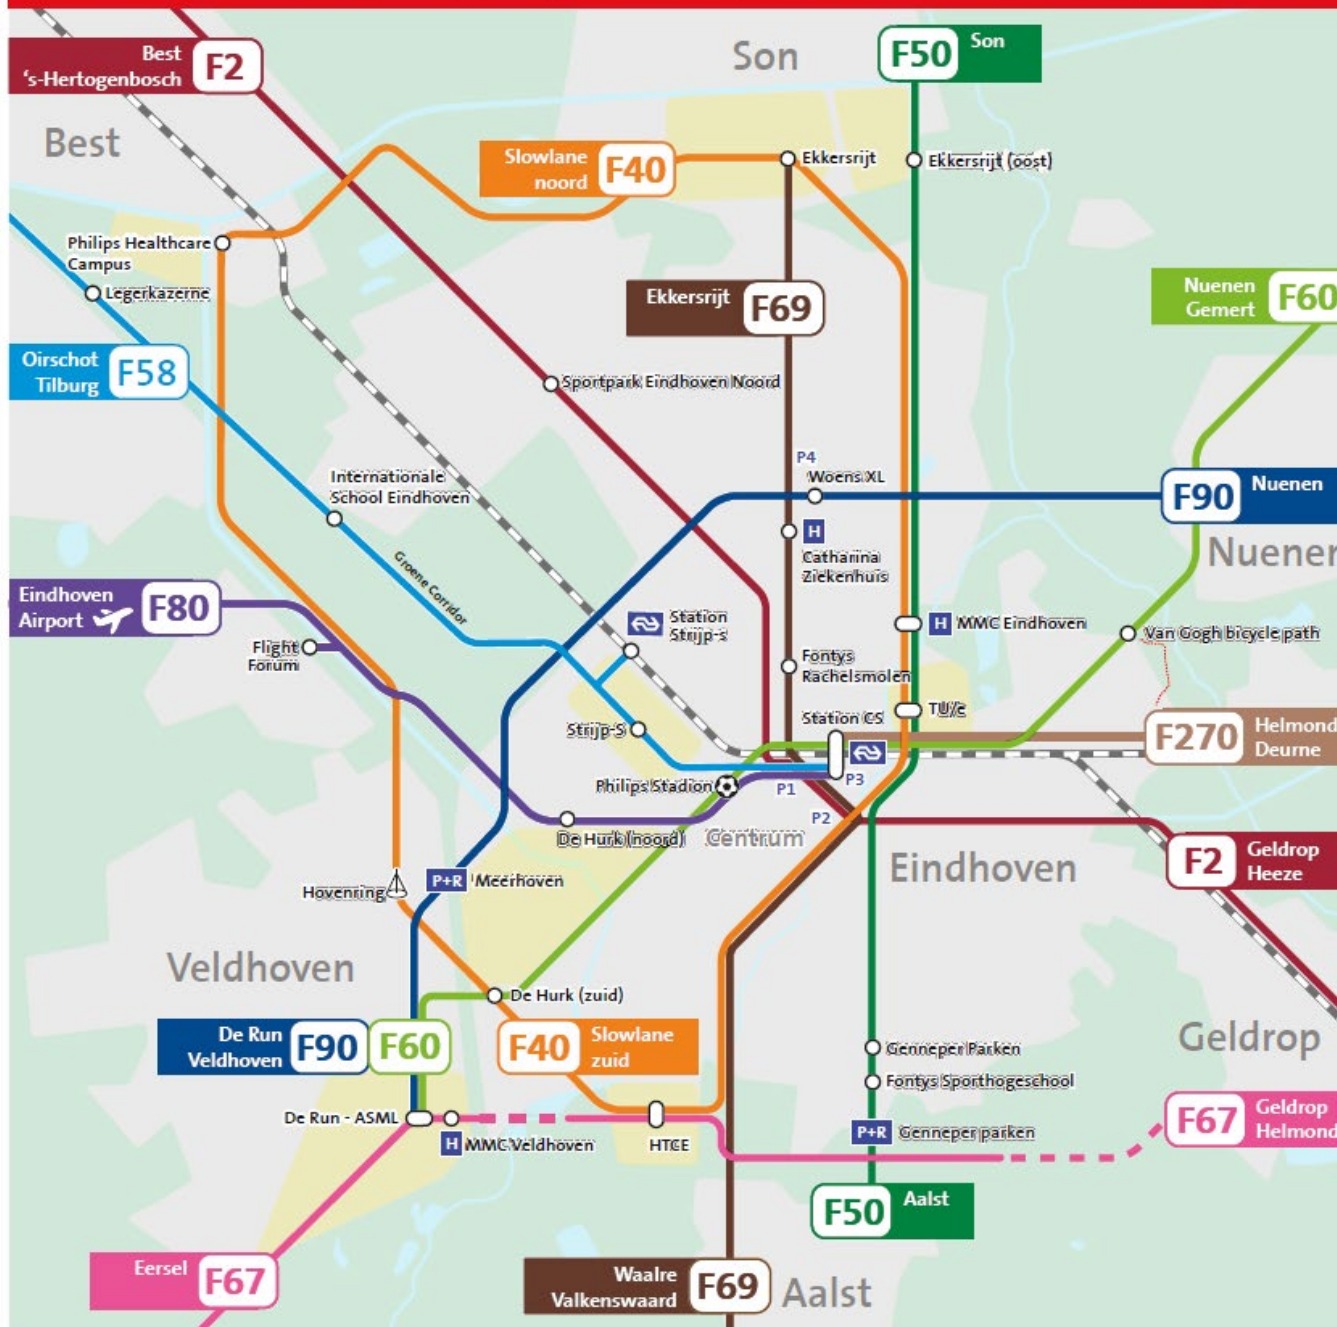 Best
's-Hertogenbosch
F2
Son
F50
Son
Best
Slowlane
noord
F40
Ekkersrijt
Ekkersrijt (oost)
Philips Healthcare
Campus
Legerkazerne
Ekkersrijt
F69
Nuenen
Gemert
F60
Oirschot
Tilburg
F58
Sportpark Eindhoven Noord
P4
Woens XL
Internationale
School Eindhoven
F90
Nuenen
H
Catharina
Ziekenhuis
Nuenen
Groene Corridor
Eindhoven
Airport
F80
Station
Strijp-s
H
MMC Eindhoven
Van Gogh bicycle path
Flight
Forum
Fontys
Rachelsmolen
Station CS
TU/e
Strijp-S
F270
Helmond
Deurne
Philips Stadion
P1
P3
P2
De Hurk (noord)
Centrum
Eindhoven
F2
Geldrop
Heeze
Hovenring
P+R
Meerhoven
Veldhoven
De Hurk (zuid)
De Run
Veldhoven
F90
F60
F40
Slowlane
zuid
Geldrop
Genneper Parken
Fontys Sporthogeschool
De Run - ASML
H
MMC Veldhoven
HTCE
P+R
Genneper parken
F67
Geldrop
Helmond
F50
Aalst
Eersel
F67
Waalre
Valkenswaard
F69
Aalst